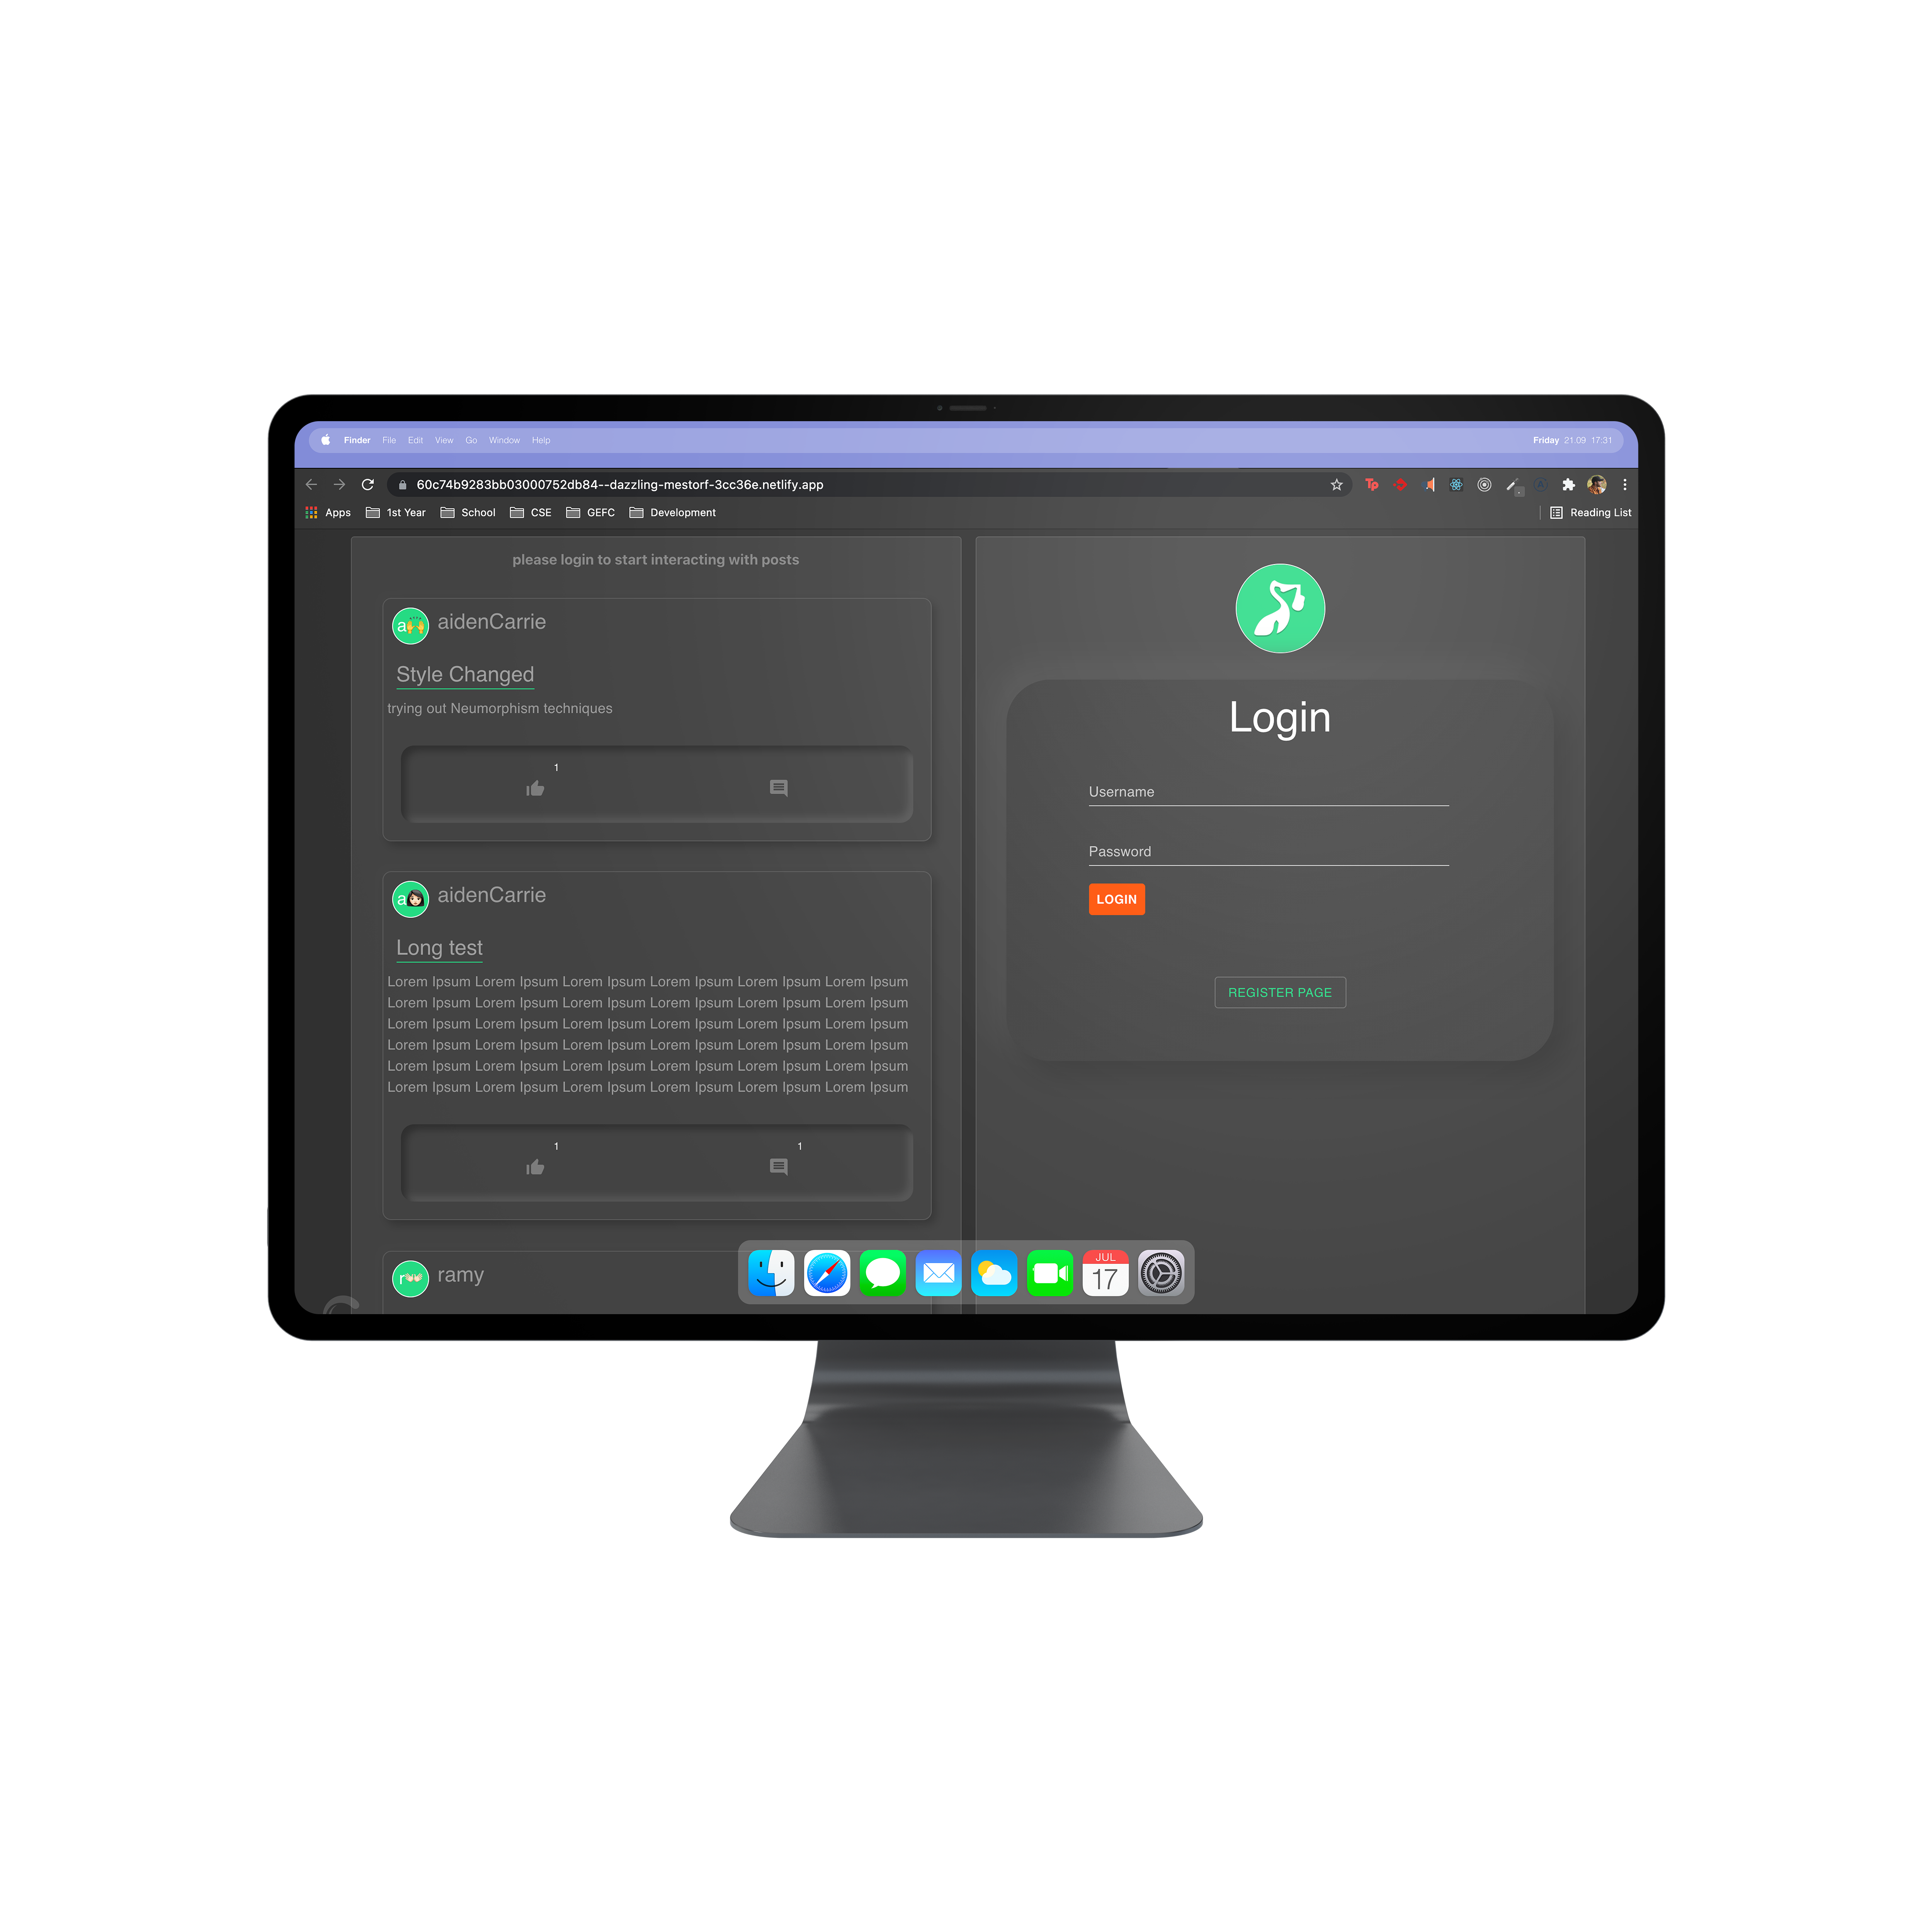 Finder File Edit View Go Window Help Friday 21.09 17:31
60c74b9283bb03000752db84--dazzling-mestorf-3cc36e.netlify.app Tp
Apps 1st Year School CSE GEFC Development Reading List
please login to start interacting with posts
a aidenCarrie
Style Changed
trying out Neumorphism techniques
1
a aidenCarrie
Long test
Lorem Ipsum Lorem Ipsum Lorem Ipsum Lorem Ipsum Lorem Ipsum Lorem Ipsum
Lorem Ipsum Lorem Ipsum Lorem Ipsum Lorem Ipsum Lorem Ipsum Lorem Ipsum
Lorem Ipsum Lorem Ipsum Lorem Ipsum Lorem Ipsum Lorem Ipsum Lorem Ipsum
Lorem Ipsum Lorem Ipsum Lorem Ipsum Lorem Ipsum Lorem Ipsum Lorem Ipsum
Lorem Ipsum Lorem Ipsum Lorem Ipsum Lorem Ipsum Lorem Ipsum Lorem Ipsum
Lorem Ipsum Lorem Ipsum Lorem Ipsum Lorem Ipsum Lorem Ipsum Lorem Ipsum
1 1
r ramy
Login
Username
Password
LOGIN
REGISTER PAGE
JUL
17